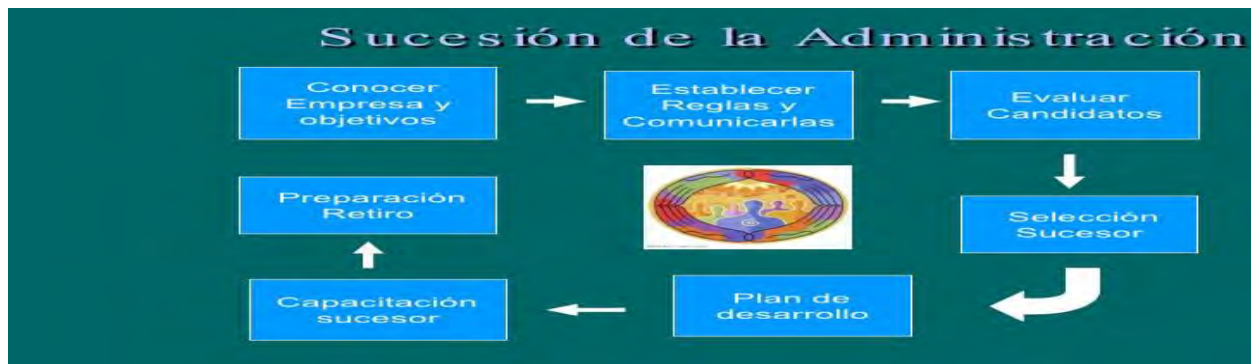 Sucesión de la Administración
Conocer
Empresa y
objetivos
Establecer
Reglas y
Comunicarlas
Evaluar
Candidatos
Selección
Sucesor
Plan de
desarrollo
Capacitación
sucesor
Preparación
Retiro